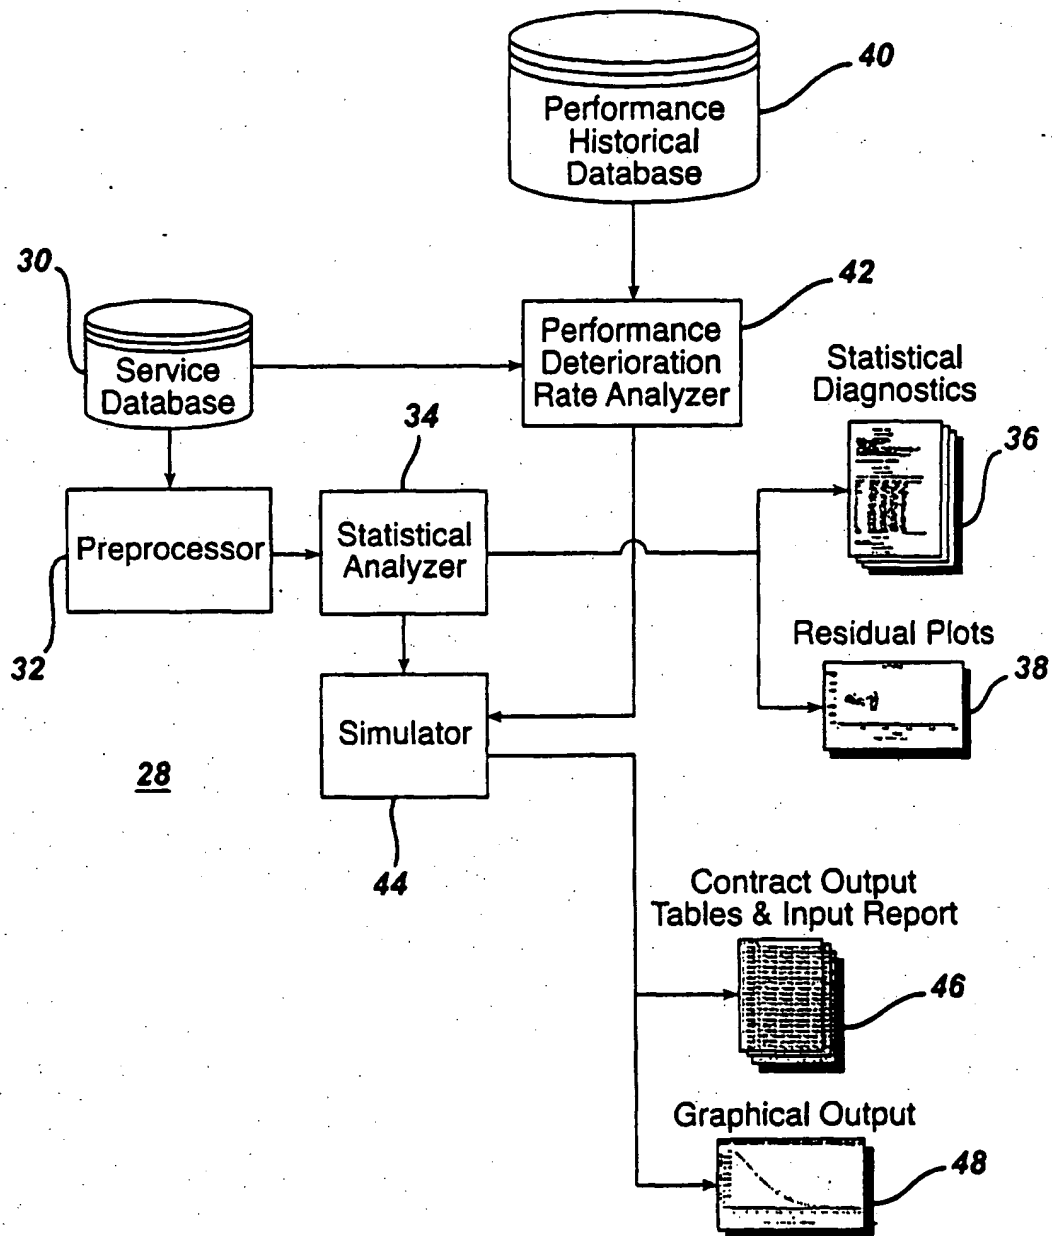 40
Performance
Historical
Database
30
42
Service
Database
Performance
Deterioration
Rate Analyzer
Statistical
Diagnostics
34
36
Preprocessor
Statistical
Analyzer
32
Residual Plots
38
Simulator
28
44
Contract Output
Tables & Input Report
46
Graphical Output
48